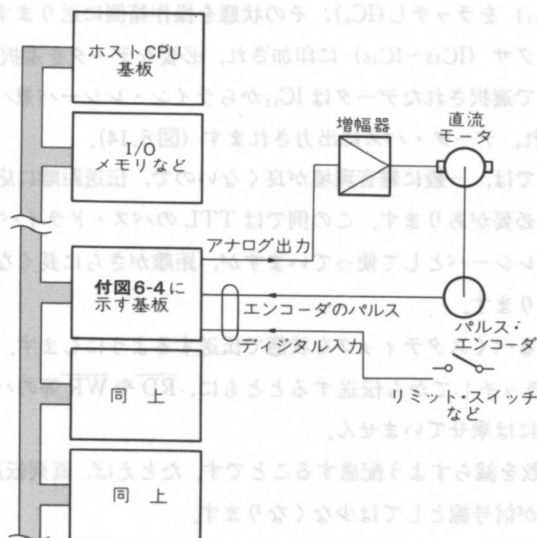 ホストCPU
基板
I/O
メモリなど
増幅器
直流
モータ
アナログ出力
付図6-4に
示す基板
エンコーダのパルス
ディジタル入力
パルス・
エンコーダ
リミット・スイッチ
など
同 上
同 上